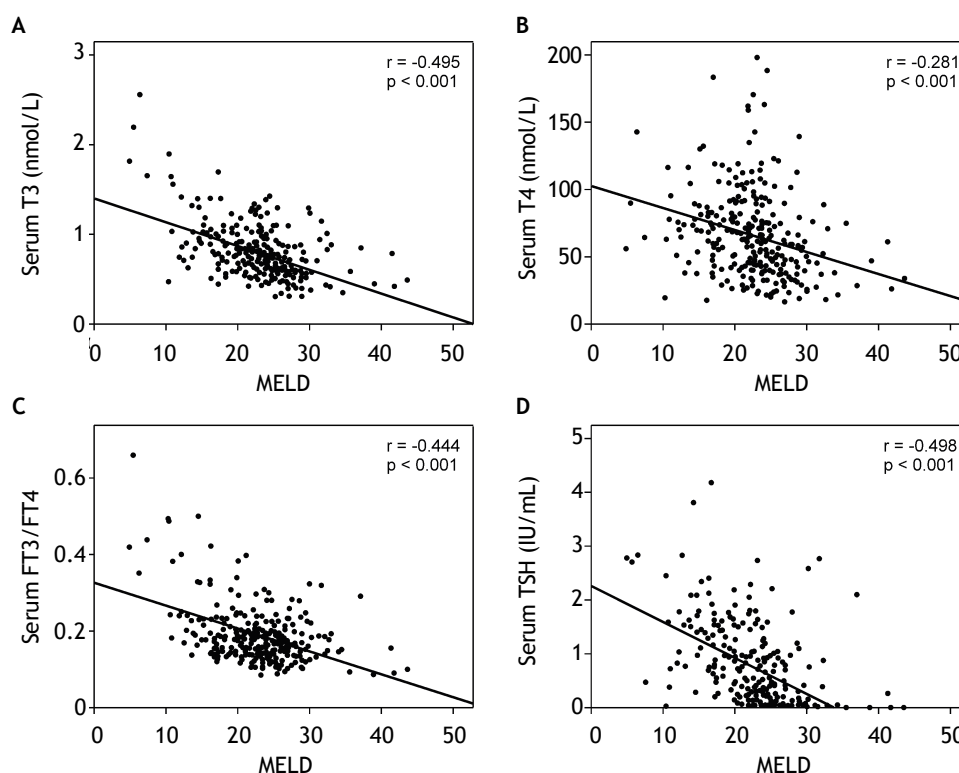 A
r = -0.495
p < 0.001
Serum T3 (nmol/L)
3
2
1
0
0 10 20 30 40 50
MELD
B
r = -0.281
p < 0.001
Serum T4 (nmol/L)
200
150
100
50
0
0 10 20 30 40 50
MELD
C
r = -0.444
p < 0.001
Serum FT3/FT4
0.6
0.4
0.2
0
0 10 20 30 40 50
MELD
D
r = -0.498
p < 0.001
Serum TSH (IU/mL)
5
4
3
2
1
0
0 10 20 30 40 50
MELD